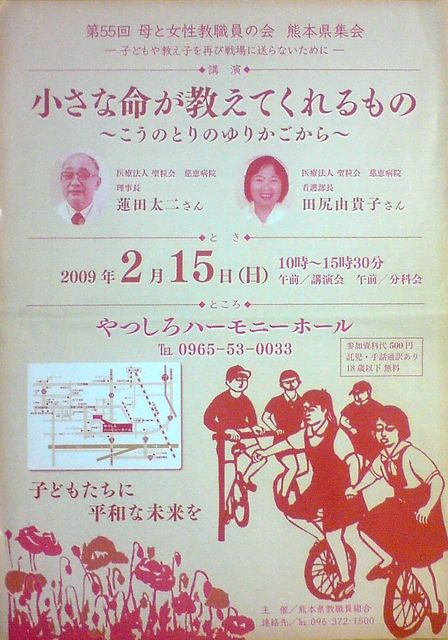 第55回 母と女性教職員の会 熊本県集会
― 子どもや教え子を再び戦場に送らないために ―
講演
小さな命が教えてくれるもの
〜こうのとりのゆりかごから〜
医療法人 聖粒会 慈恵病院
理事長
蓮田太二さん
医療法人 聖粒会 慈恵病院
看護部長
田尻由貴子さん
とき
2009年2月15日(日)
10時〜15時30分
午前/講演会 午前/分科会
ところ
やつしろハーモニーホール
℡ 0965-53-0033
参加資料代 500円
託児・手話通訳あり
18歳以下 無料
子どもたちに
平和な未来を
主 催/熊本県教職員組合
連絡先/℡ 096-372-1500